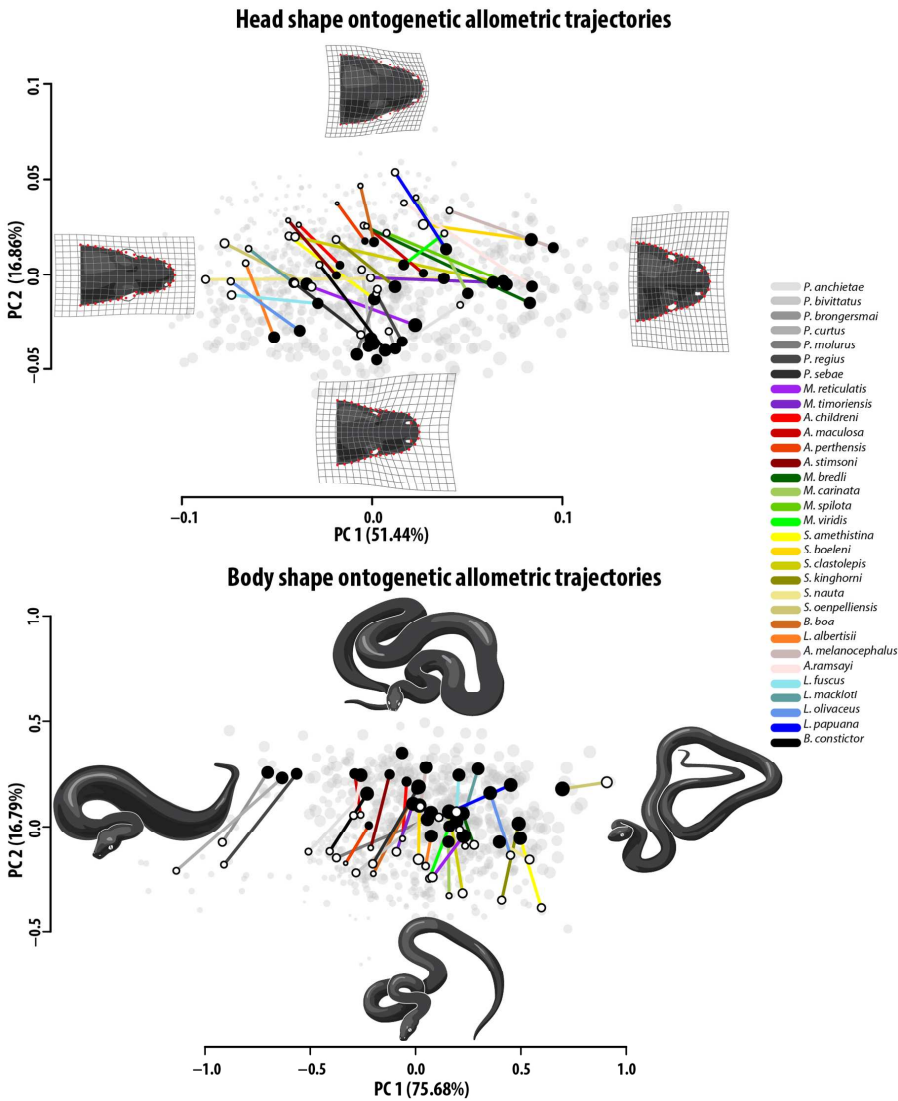 Head shape ontogenetic allometric trajectories
0.1
0.05
0.0
−0.05
PC 2 (16.86%)
−0.1
0.0
0.1
PC 1 (51.44%)
P. anchietae
P. bivittatus
P. brongersmai
P. curtus
P. molurus
P. regius
P. sebae
M. reticulatis
M. timoriensis
A. childreni
A. maculosa
A. perthensis
A. stimsoni
M. bredli
M. carinata
M. spilota
M. viridis
S. amethistina
S. boeleni
S. clastolepis
S. kinghorni
S. nauta
S. oenpelliensis
B. boa
L. albertisii
A. melanocephalus
A.ramsayi
L. fuscus
L. mackloti
L. olivaceus
L. papuana
B. constictor
Body shape ontogenetic allometric trajectories
1.0
0.5
0.0
−0.5
PC 2 (16.79%)
−1.0
−0.5
0.0
0.5
1.0
PC 1 (75.68%)